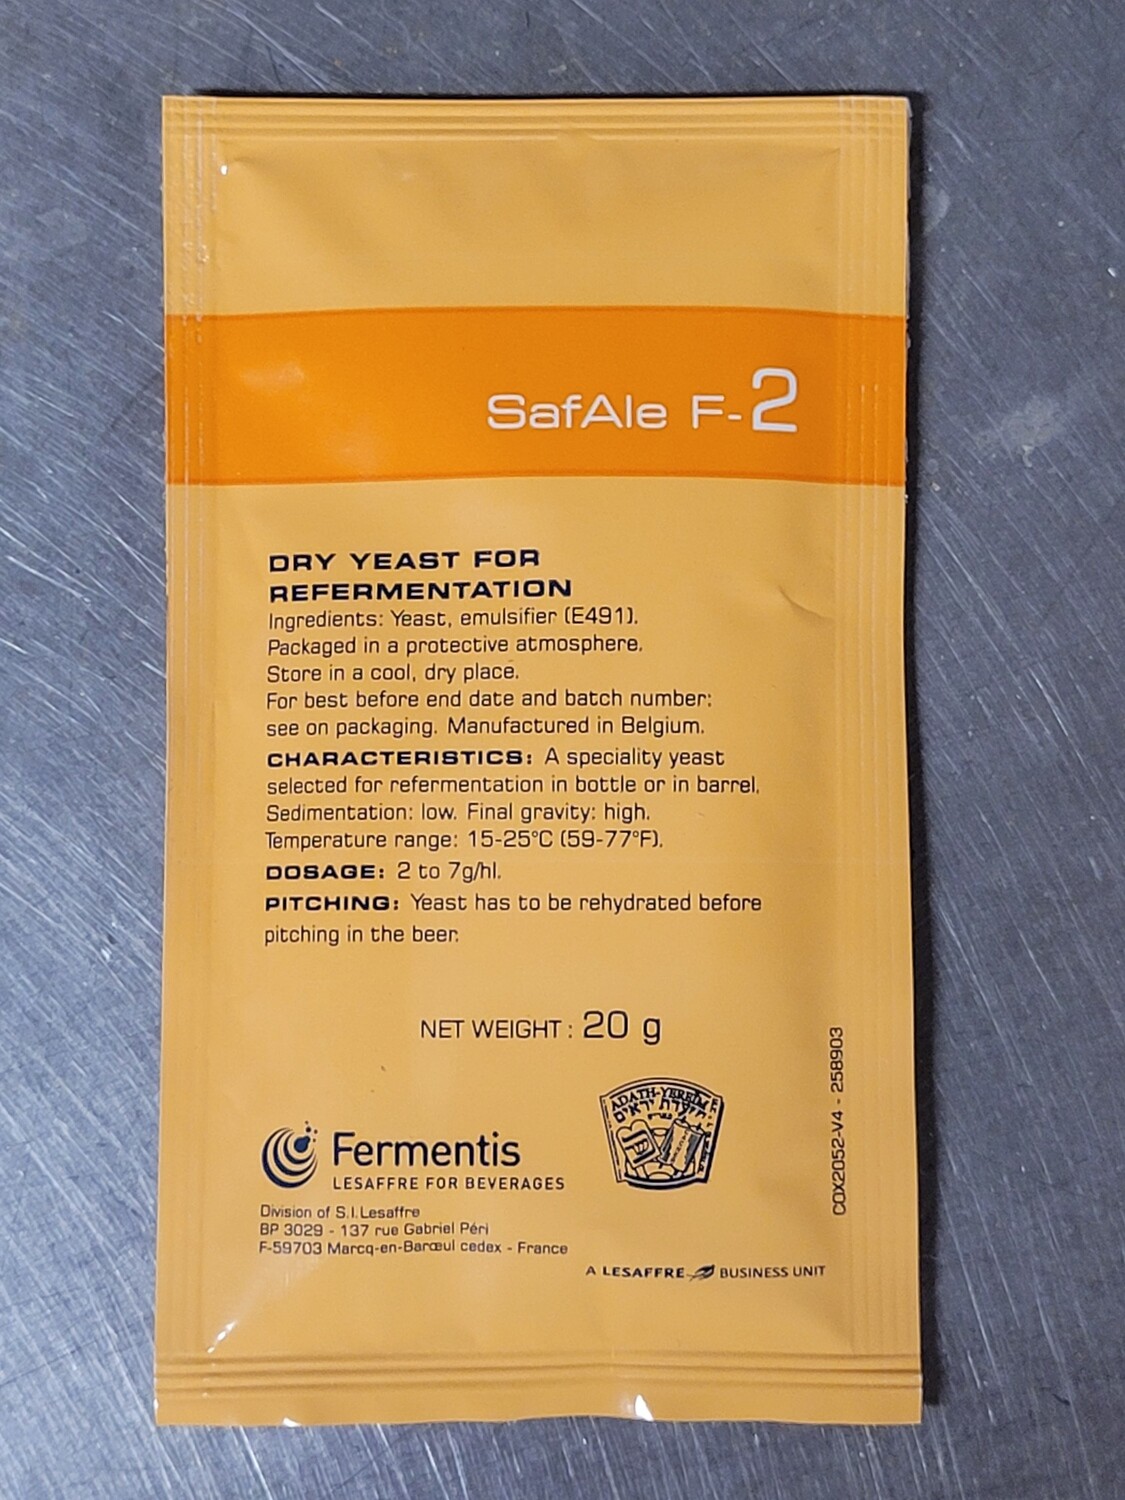 SafAle F-2
DRY YEAST FOR
REFERMENTATION
Ingredients: Yeast, emulsifier (E491).
Packaged in a protective atmosphere.
Store in a cool, dry place.
For best before end date and batch number:
see on packaging. Manufactured in Belgium.
CHARACTERISTICS: A speciality yeast
selected for refermentation in bottle or in barrel.
Sedimentation: low. Final gravity: high.
Temperature range: 15-25°C (59-77°F).
DOSAGE: 2 to 7g/hl.
PITCHING: Yeast has to be rehydrated before
pitching in the beer.
NET WEIGHT : 20 g
COX2052-V4 - 258903
ADATH-YEREIM
יראים
Fermentis
LESAFFRE FOR BEVERAGES
Division of S.I.Lesaffre
BP 3029 - 137 rue Gabriel Péri
F-59703 Marcq-en-Barœul cedex - France
A LESAFFRE BUSINESS UNIT